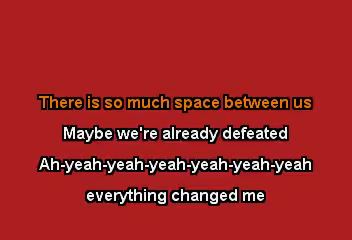 There is so much space between us
Maybe we're already defeated
Ah-yeah-yeah-yeah-yeah-yeah-yeah
everything changed me